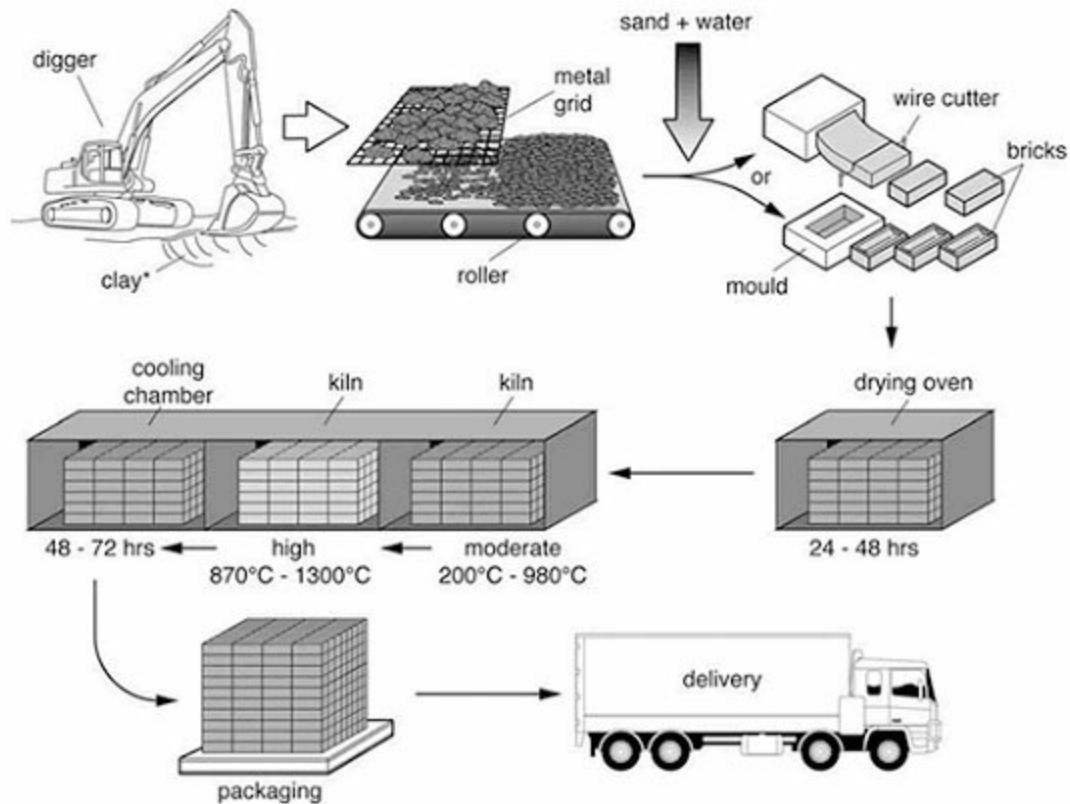 sand + water
digger
metal
grid
wire cutter
bricks
or
clay*
roller
mould
cooling
chamber
kiln
kiln
drying oven
48 - 72 hrs
high
870°C - 1300°C
moderate
200°C - 980°C
24 - 48 hrs
delivery
packaging